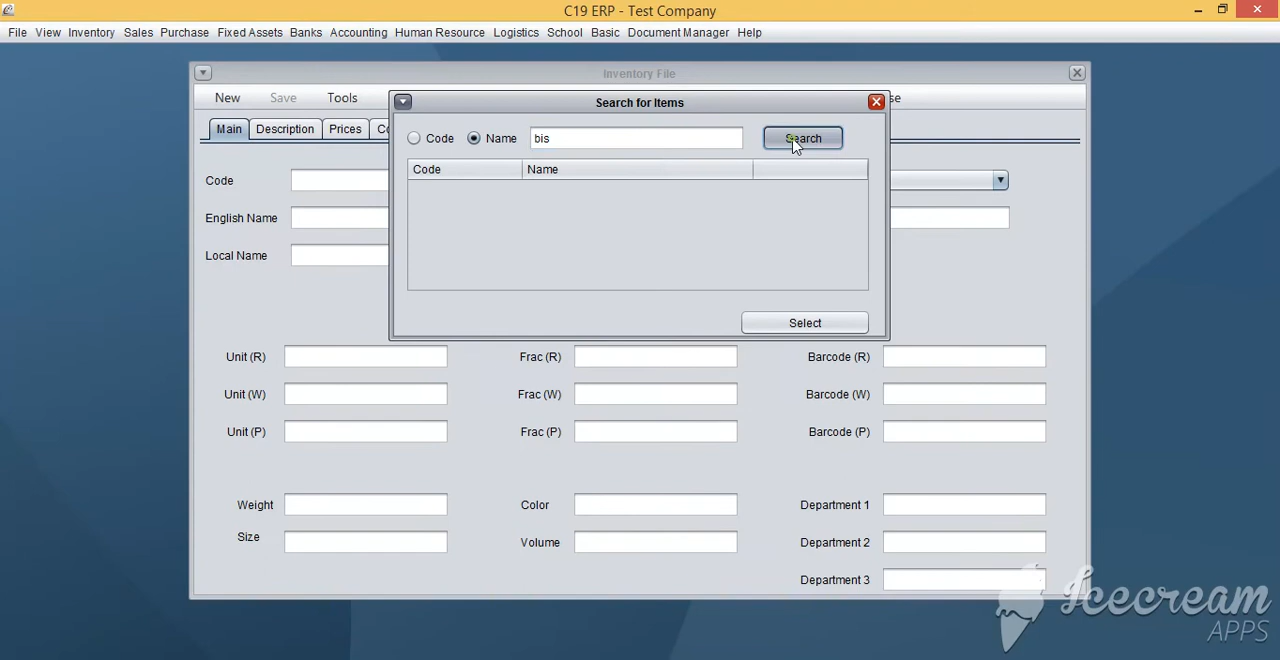 C19 ERP - Test Company
File View Inventory Sales Purchase Fixed Assets Banks Accounting Human Resource Logistics School Basic Document Manager Help
Inventory File
New Save Tools
Search for Items
Main Description Prices
Code Name bis Search
Code Name
Code
English Name
Local Name
Select
Unit (R) Frac (R) Barcode (R)
Unit (W) Frac (W) Barcode (W)
Unit (P) Frac (P) Barcode (P)
Weight Color Department 1
Size Volume Department 2
Department 3
Icecream
APPS